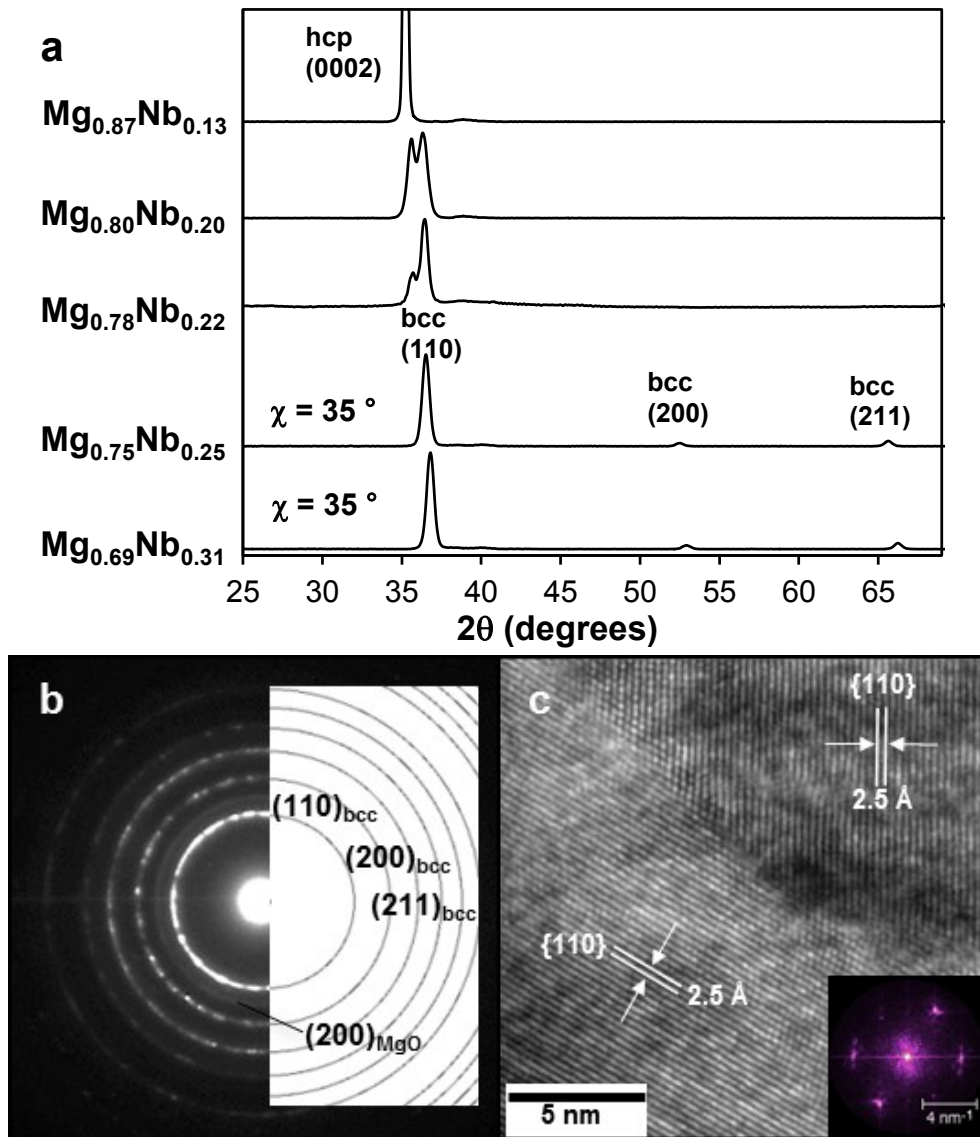 a
hcp
(0002)
Mg0.87Nb0.13
Mg0.80Nb0.20
Mg0.78Nb0.22
bcc
(110)
χ = 35 °
bcc
(200)
bcc
(211)
Mg0.75Nb0.25
χ = 35 °
Mg0.69Nb0.31
25 30 35 40 45 50 55 60 65
2θ (degrees)
b
(110)bcc
(200)bcc
(211)bcc
(200)MgO
c
{110}
2.5 Å
{110}
2.5 Å
5 nm
4 nm-1